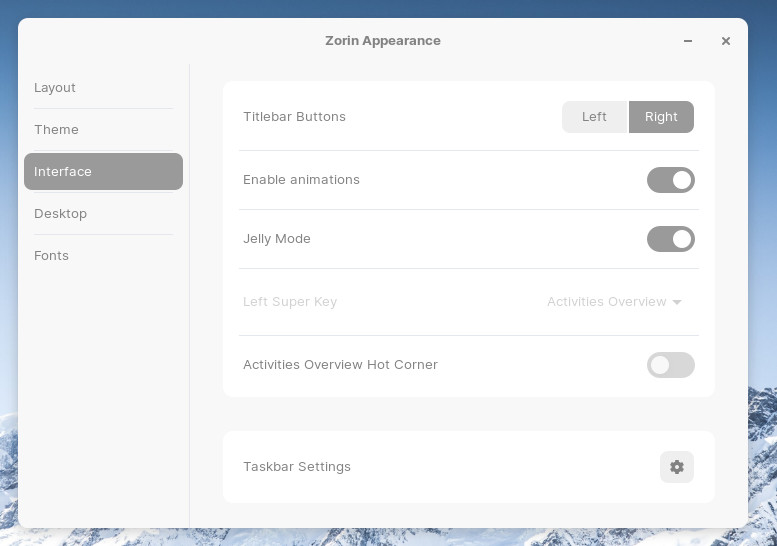 Zorin Appearance
Layout
Theme
Interface
Desktop
Fonts
Titlebar Buttons
Left
Right
Enable animations
Jelly Mode
Left Super Key
Activities Overview
Activities Overview Hot Corner
Taskbar Settings